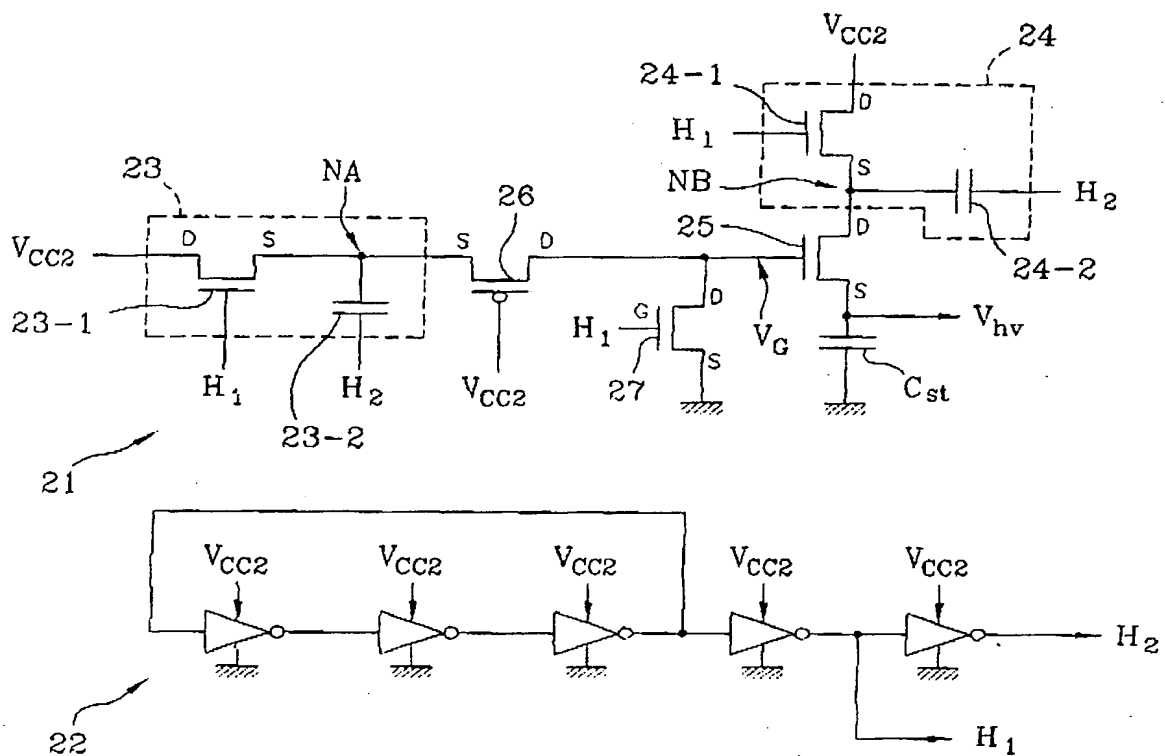 V_CC2
24
24-1
D
H_1
S
23
NA
26
NB
H_2
25
D
V_CC2
D
S
S
D
24-2
23-1
H_1
G
D
V_G
S
V_hv
H_1
H_2
V_CC2
27
S
C_st
23-2
21
V_CC2
V_CC2
V_CC2
V_CC2
V_CC2
H_2
22
H_1